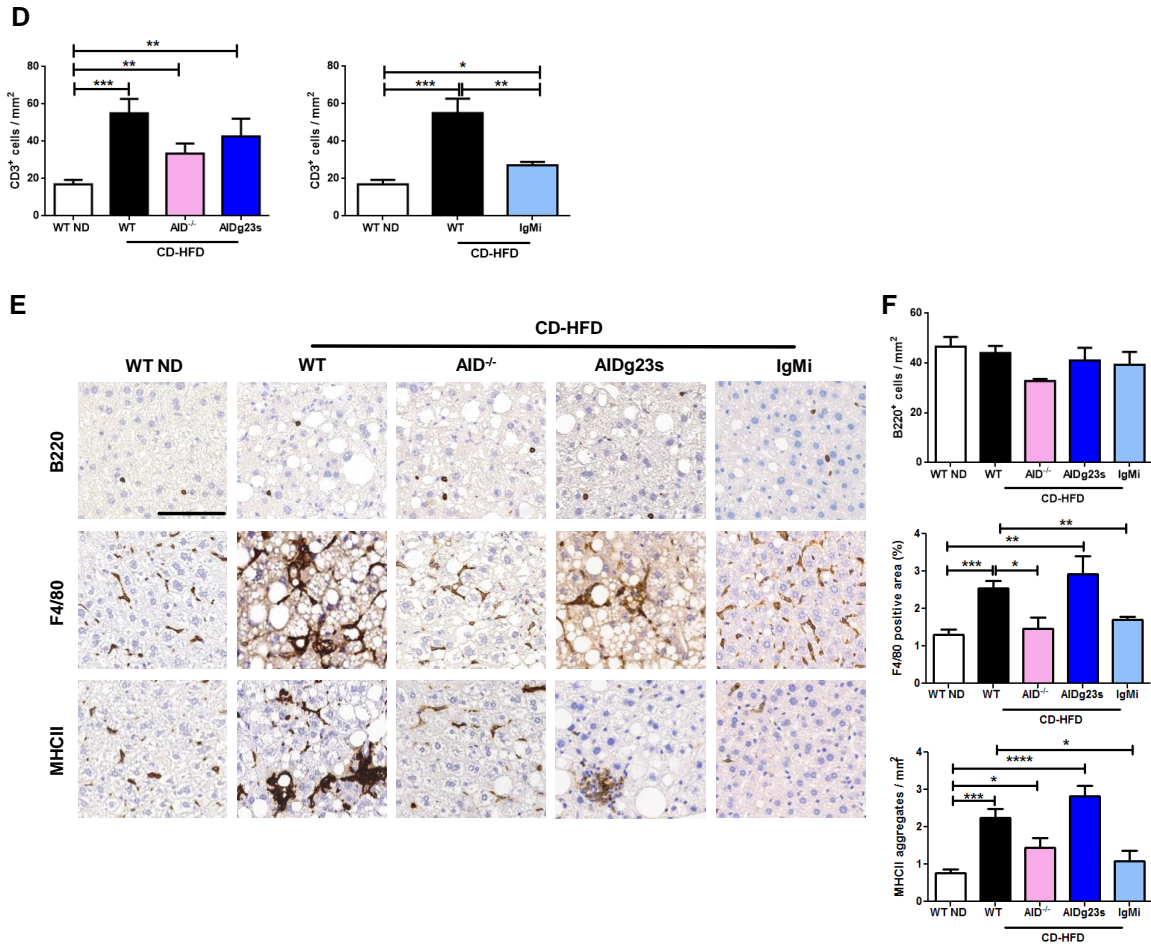 D
**
**
***
80
60
40
20
0
CD3+ cells / mm2
WT ND WT AID-/- AIDg23s
CD-HFD
*
*** **
80
60
40
20
0
CD3+ cells / mm2
WT ND WT IgMi
CD-HFD
E
CD-HFD
WT ND WT AID-/- AIDg23s IgMi
B220
F4/80
MHCII
F
60
40
20
0
B220+ cells / mm2
WT ND WT AID-/- AIDg23s IgMi
CD-HFD
**
**
*** *
4
3
2
1
0
F4/80 positive area (%)
WT ND WT AID-/- AIDg23s IgMi
CD-HFD
*
****
*
***
4
3
2
1
0
MHCII aggregates / mm2
WT ND WT AID-/- AIDg23s IgMi
CD-HFD